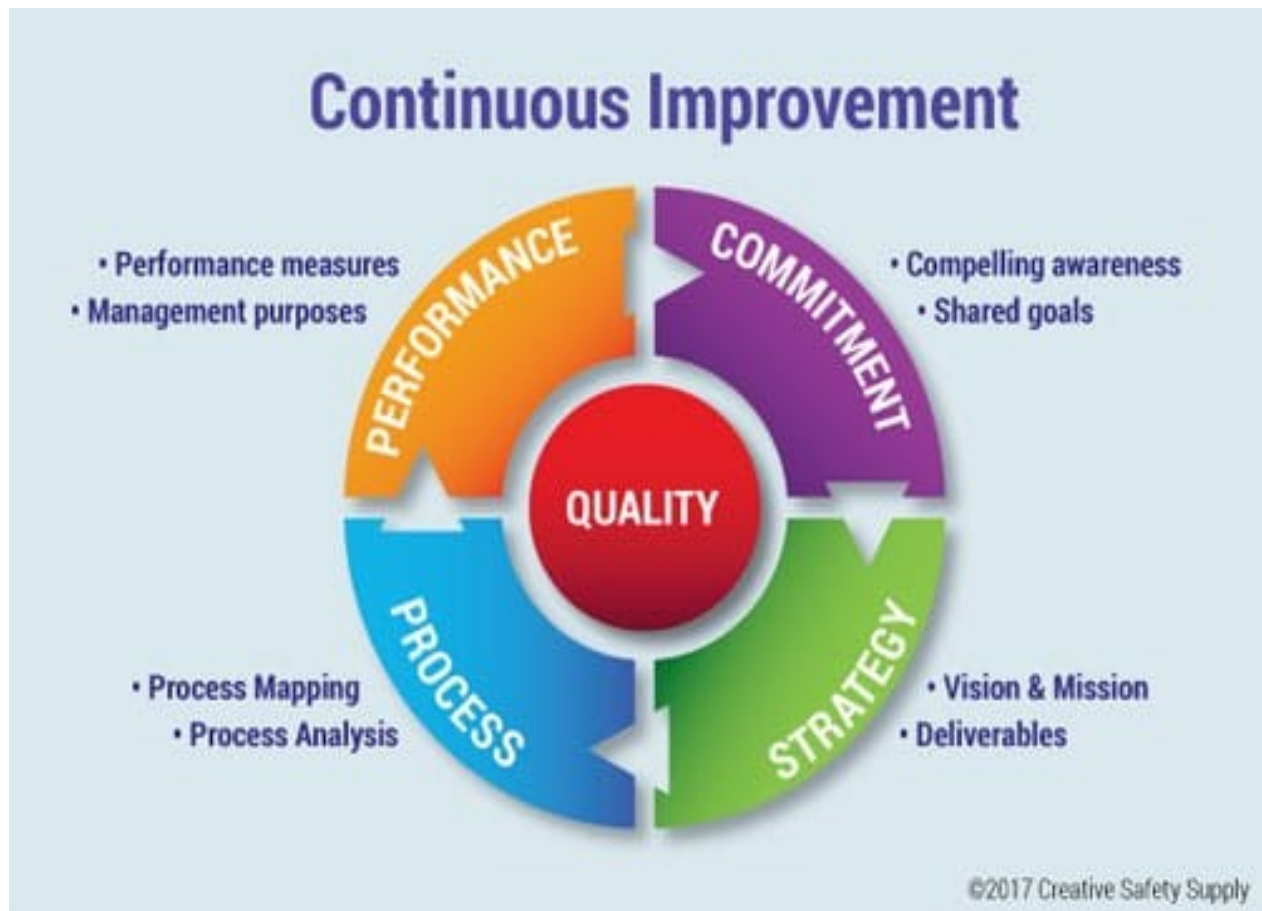 Continuous Improvement
PERFORMANCE
• Performance measures
• Management purposes
COMMITMENT
• Compelling awareness
• Shared goals
QUALITY
PROCESS
• Process Mapping
• Process Analysis
STRATEGY
• Vision & Mission
• Deliverables
©2017 Creative Safety Supply